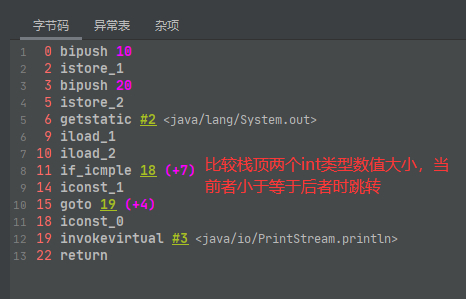 字节码 异常表 杂项
1 0 bipush 10
2 2 istore_1
3 3 bipush 20
4 5 istore_2
5 6 getstatic #2 <java/lang/System.out>
6 9 iload_1
7 10 iload_2
8 11 if_icmple 18 (+7)
9 14 iconst_1
10 15 goto 19 (+4)
11 18 iconst_0
12 19 invokevirtual #3 <java/io/PrintStream.println>
13 22 return
比较栈顶两个int类型数值大小，当
前者小于等于后者时跳转